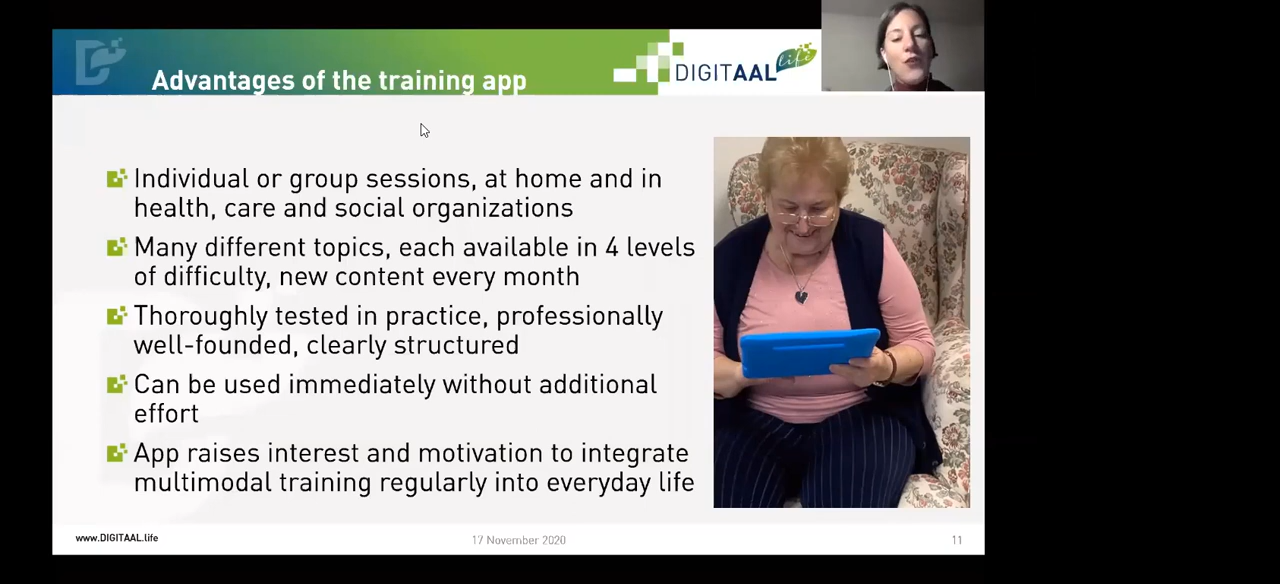 Advantages of the training app
DIGITAAL life
Individual or group sessions, at home and in
health, care and social organizations
Many different topics, each available in 4 levels
of difficulty, new content every month
Thoroughly tested in practice, professionally
well-founded, clearly structured
Can be used immediately without additional
effort
App raises interest and motivation to integrate
multimodal training regularly into everyday life
www.DIGITAAL.life
17 November 2020
11